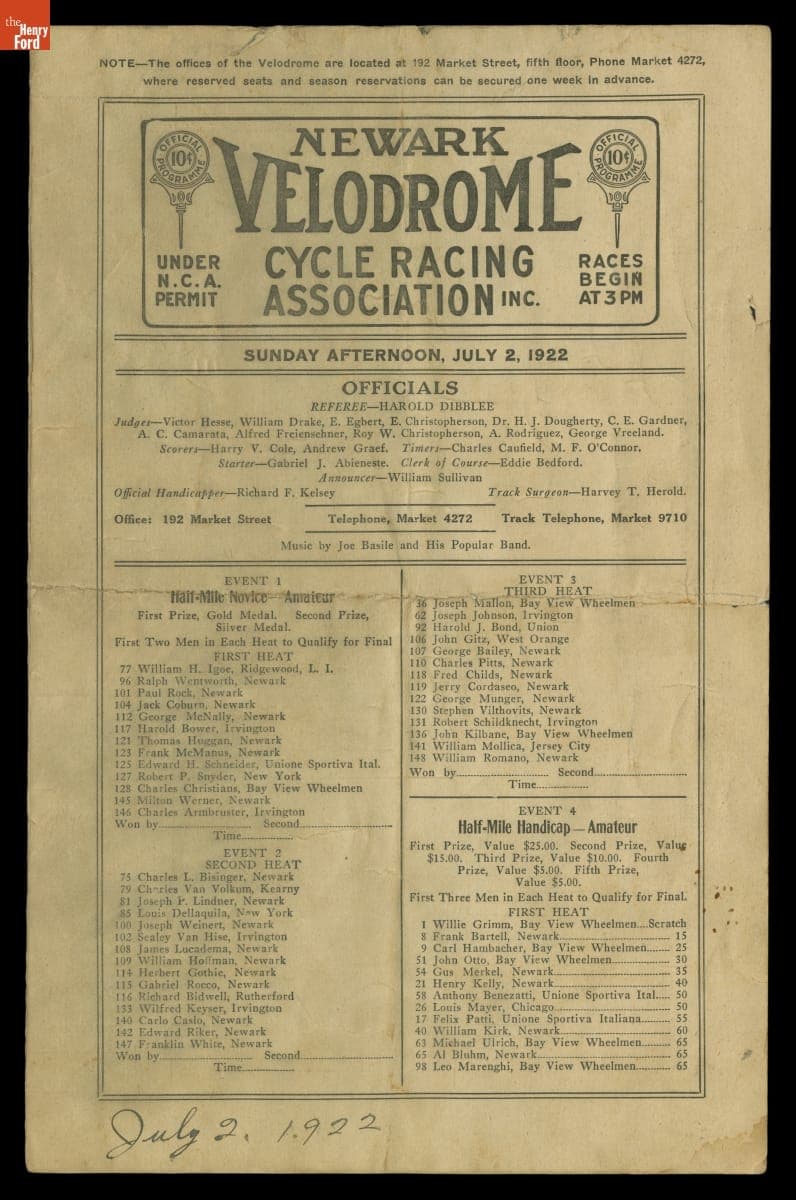 the
Henry
Ford
NOTE—The offices of the Velodrome are located at 192 Market Street, fifth floor, Phone Market 4272,
where reserved seats and season reservations can be secured one week in advance.
OFFICIAL
10¢
PROGRAMME
NEWARK
VELODROME
OFFICIAL
10¢
PROGRAMME
UNDER
N.C.A.
PERMIT
CYCLE RACING
ASSOCIATION INC.
RACES
BEGIN
AT 3 PM
SUNDAY AFTERNOON, JULY 2, 1922
OFFICIALS
REFEREE—HAROLD DIBBLEE
Judges—Victor Hesse, William Drake, E. Egbert, E. Christopherson, Dr. H. J. Dougherty, C. E. Gardner,
A. C. Camarata, Alfred Freienschner, Roy W. Christopherson, A. Rodriguez, George Vreeland.
Scorers—Harry V. Cole, Andrew Graef. Timers—Charles Caufield, M. F. O'Connor.
Starter—Gabriel J. Abieneste. Clerk of Course—Eddie Bedford.
Announcer—William Sullivan
Official Handicapper—Richard F. Kelsey Track Surgeon—Harvey T. Herold.
Office: 192 Market Street Telephone, Market 4272 Track Telephone, Market 9710
Music by Joe Basile and His Popular Band.
EVENT 1
Half-Mile Novice—Amateur
First Prize, Gold Medal. Second Prize,
Silver Medal.
First Two Men in Each Heat to Qualify for Final
FIRST HEAT
77 William H. Igoe, Ridgewood, L. I.
96 Ralph Wentworth, Newark
101 Paul Rock, Newark
104 Jack Coburn, Newark
112 George McNally, Newark
117 Harold Bower, Irvington
121 Thomas Huggan, Newark
123 Frank McManus, Newark
125 Edward H. Schneider, Unione Sportiva Ital.
127 Robert P. Snyder, New York
128 Charles Christians, Bay View Wheelmen
145 Milton Werner, Newark
146 Charles Armbruster, Irvington
Won by.............................. Second..............................
Time.................
EVENT 2
SECOND HEAT
75 Charles L. Bisinger, Newark
79 Charles Van Volkum, Kearny
81 Joseph P. Lindner, Newark
85 Louis Dellaquila, New York
100 Joseph Weinert, Newark
102 Sealey Van Hise, Irvington
108 James Lucadema, Newark
109 William Hoffman, Newark
114 Herbert Gothic, Newark
115 Gabriel Rocco, Newark
116 Richard Bidwell, Rutherford
133 Wilfred Keyser, Irvington
140 Carlo Casio, Newark
142 Edward Riker, Newark
147 Franklin White, Newark
Won by.............................. Second..............................
Time.................
EVENT 3
THIRD HEAT
36 Joseph Mallon, Bay View Wheelmen
62 Joseph Johnson, Irvington
92 Harold J. Bond, Union
106 John Gitz, West Orange
107 George Bailey, Newark
110 Charles Pitts, Newark
118 Fred Childs, Newark
119 Jerry Cordasco, Newark
122 George Munger, Newark
130 Stephen Vilthovits, Newark
131 Robert Schildknecht, Irvington
136 John Kilbane, Bay View Wheelmen
141 William Mollica, Jersey City
148 William Romano, Newark
Won by.............................. Second..............................
Time.................
EVENT 4
Half-Mile Handicap—Amateur
First Prize, Value $25.00. Second Prize, Value
$15.00. Third Prize, Value $10.00. Fourth
Prize, Value $5.00. Fifth Prize,
Value $5.00.
First Three Men in Each Heat to Qualify for Final.
FIRST HEAT
1 Willie Grimm, Bay View Wheelmen....Scratch
8 Frank Bartell, Newark.................................... 15
9 Carl Hambacher, Bay View Wheelmen........ 25
51 John Otto, Bay View Wheelmen.................. 30
54 Gus Merkel, Newark...................................... 35
21 Henry Kelly, Newark...................................... 40
58 Anthony Benezatti, Unione Sportiva Ital..... 50
26 Louis Mayer, Chicago.................................... 50
17 Felix Patti, Unione Sportiva Italiana........... 55
40 William Kirk, Newark.................................... 60
63 Michael Ulrich, Bay View Wheelmen........... 65
65 Al Bluhm, Newark......................................... 65
98 Leo Marenghi, Bay View Wheelmen........... 65
July 2. 1922